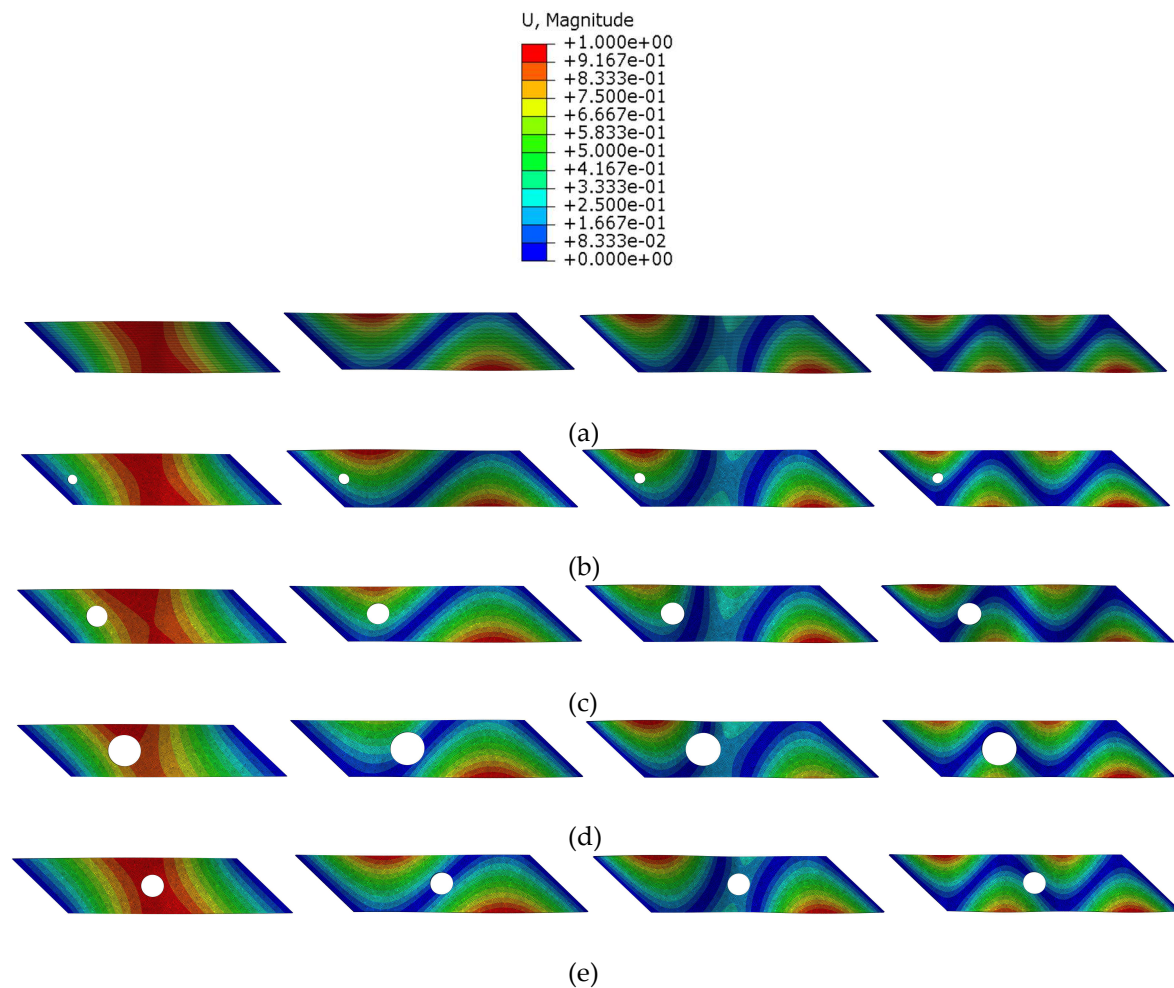 U, Magnitude
+1.000e+00
+9.167e-01
+8.333e-01
+7.500e-01
+6.667e-01
+5.833e-01
+5.000e-01
+4.167e-01
+3.333e-01
+2.500e-01
+1.667e-01
+8.333e-02
+0.000e+00
(a)
(b)
(c)
(d)
(e)